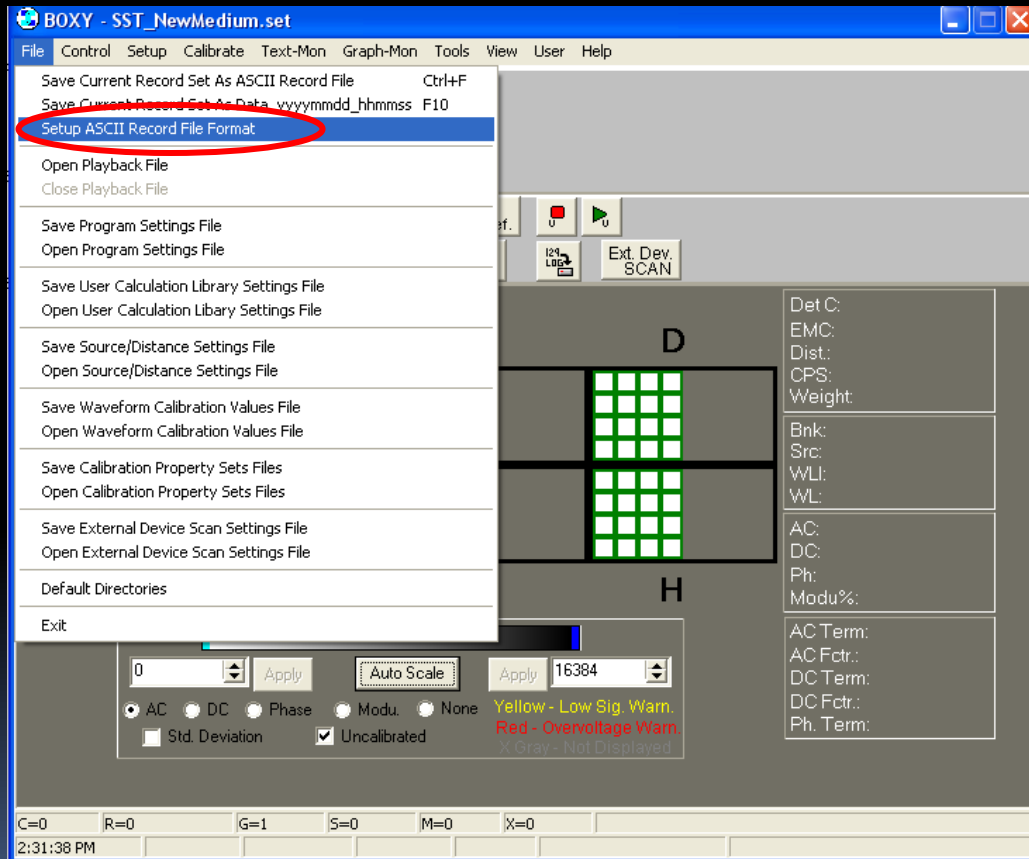 BOXY - SST_NewMedium.set
File Control Setup Calibrate Text-Mon Graph-Mon Tools View User Help
Save Current Record Set As ASCII Record File Ctrl+F
Save Current Record Set As Data_yyyymmdd_hhmmss F10
Setup ASCII Record File Format
Open Playback File
Close Playback File
Save Program Settings File
Open Program Settings File
Save User Calculation Library Settings File
Open User Calculation Libary Settings File
Save Source/Distance Settings File
Open Source/Distance Settings File
Save Waveform Calibration Values File
Open Waveform Calibration Values File
Save Calibration Property Sets Files
Open Calibration Property Sets Files
Save External Device Scan Settings File
Open External Device Scan Settings File
Default Directories
Exit
ef. U U
129 LOG
Ext. Dev. SCAN
D
H
Det C:
EMC:
Dist.:
CPS:
Weight:
Bnk:
Src:
WLI:
WL:
AC:
DC:
Ph:
Modu%:
AC Term:
AC Fctr.:
DC Term:
DC Fctr.:
Ph. Term:
0 Apply Auto Scale Apply 16384
AC DC Phase Modu. None
Std. Deviation Uncalibrated
Yellow - Low Sig. Warn.
Red - Overvoltage Warn.
X Gray - Not Displayed
C=0 R=0 G=1 S=0 M=0 X=0
2:31:38 PM